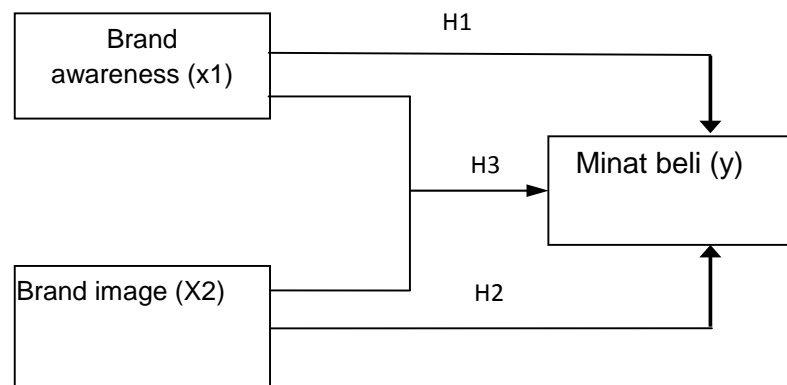 H1
Brand
awareness (x1)
H3
Minat beli (y)
Brand image (X2)
H2